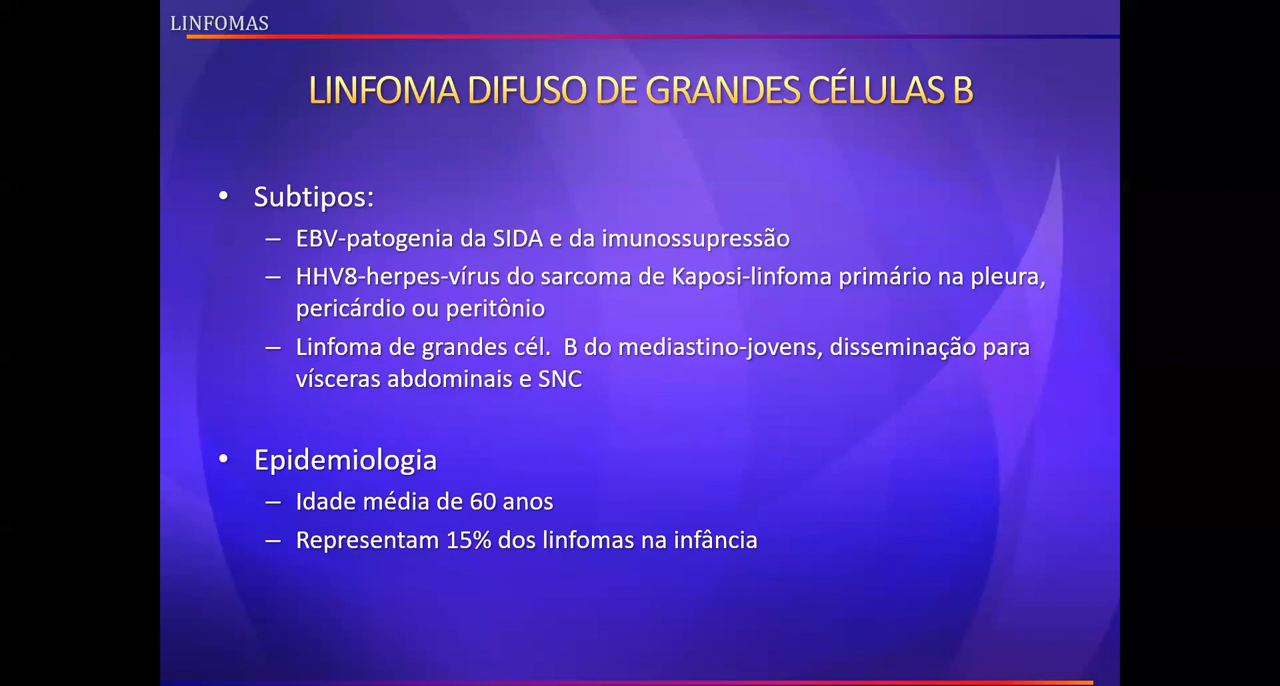 LINFOMAS
LINFOMA DIFUSO DE GRANDES CÉLULAS B
• Subtipos:
– EBV-patogenia da SIDA e da imunossupressão
– HHV8-herpes-vírus do sarcoma de Kaposi-linfoma primário na pleura,
pericárdio ou peritônio
– Linfoma de grandes cél. B do mediastino-jovens, disseminação para
vísceras abdominais e SNC
• Epidemiologia
– Idade média de 60 anos
– Representam 15% dos linfomas na infância